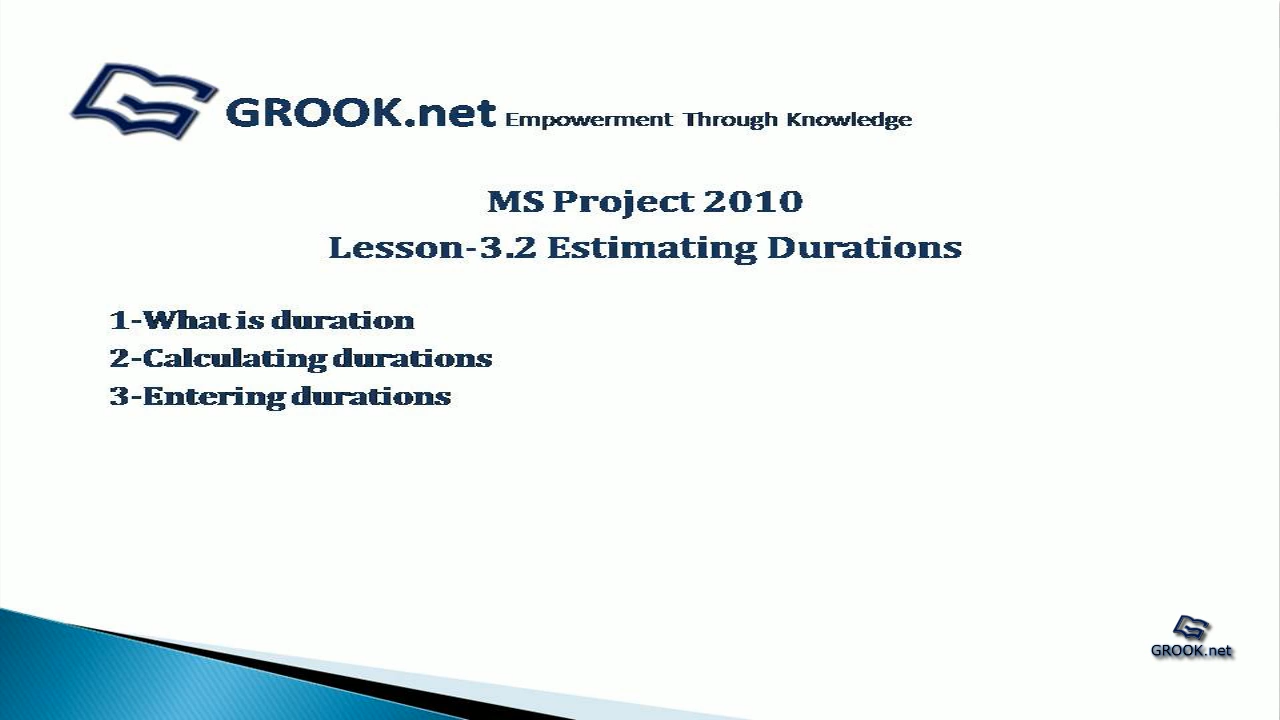 GROOK.net Empowerment Through Knowledge
MS Project 2010
Lesson-3.2 Estimating Durations
1-What is duration
2-Calculating durations
3-Entering durations
GROOK.net